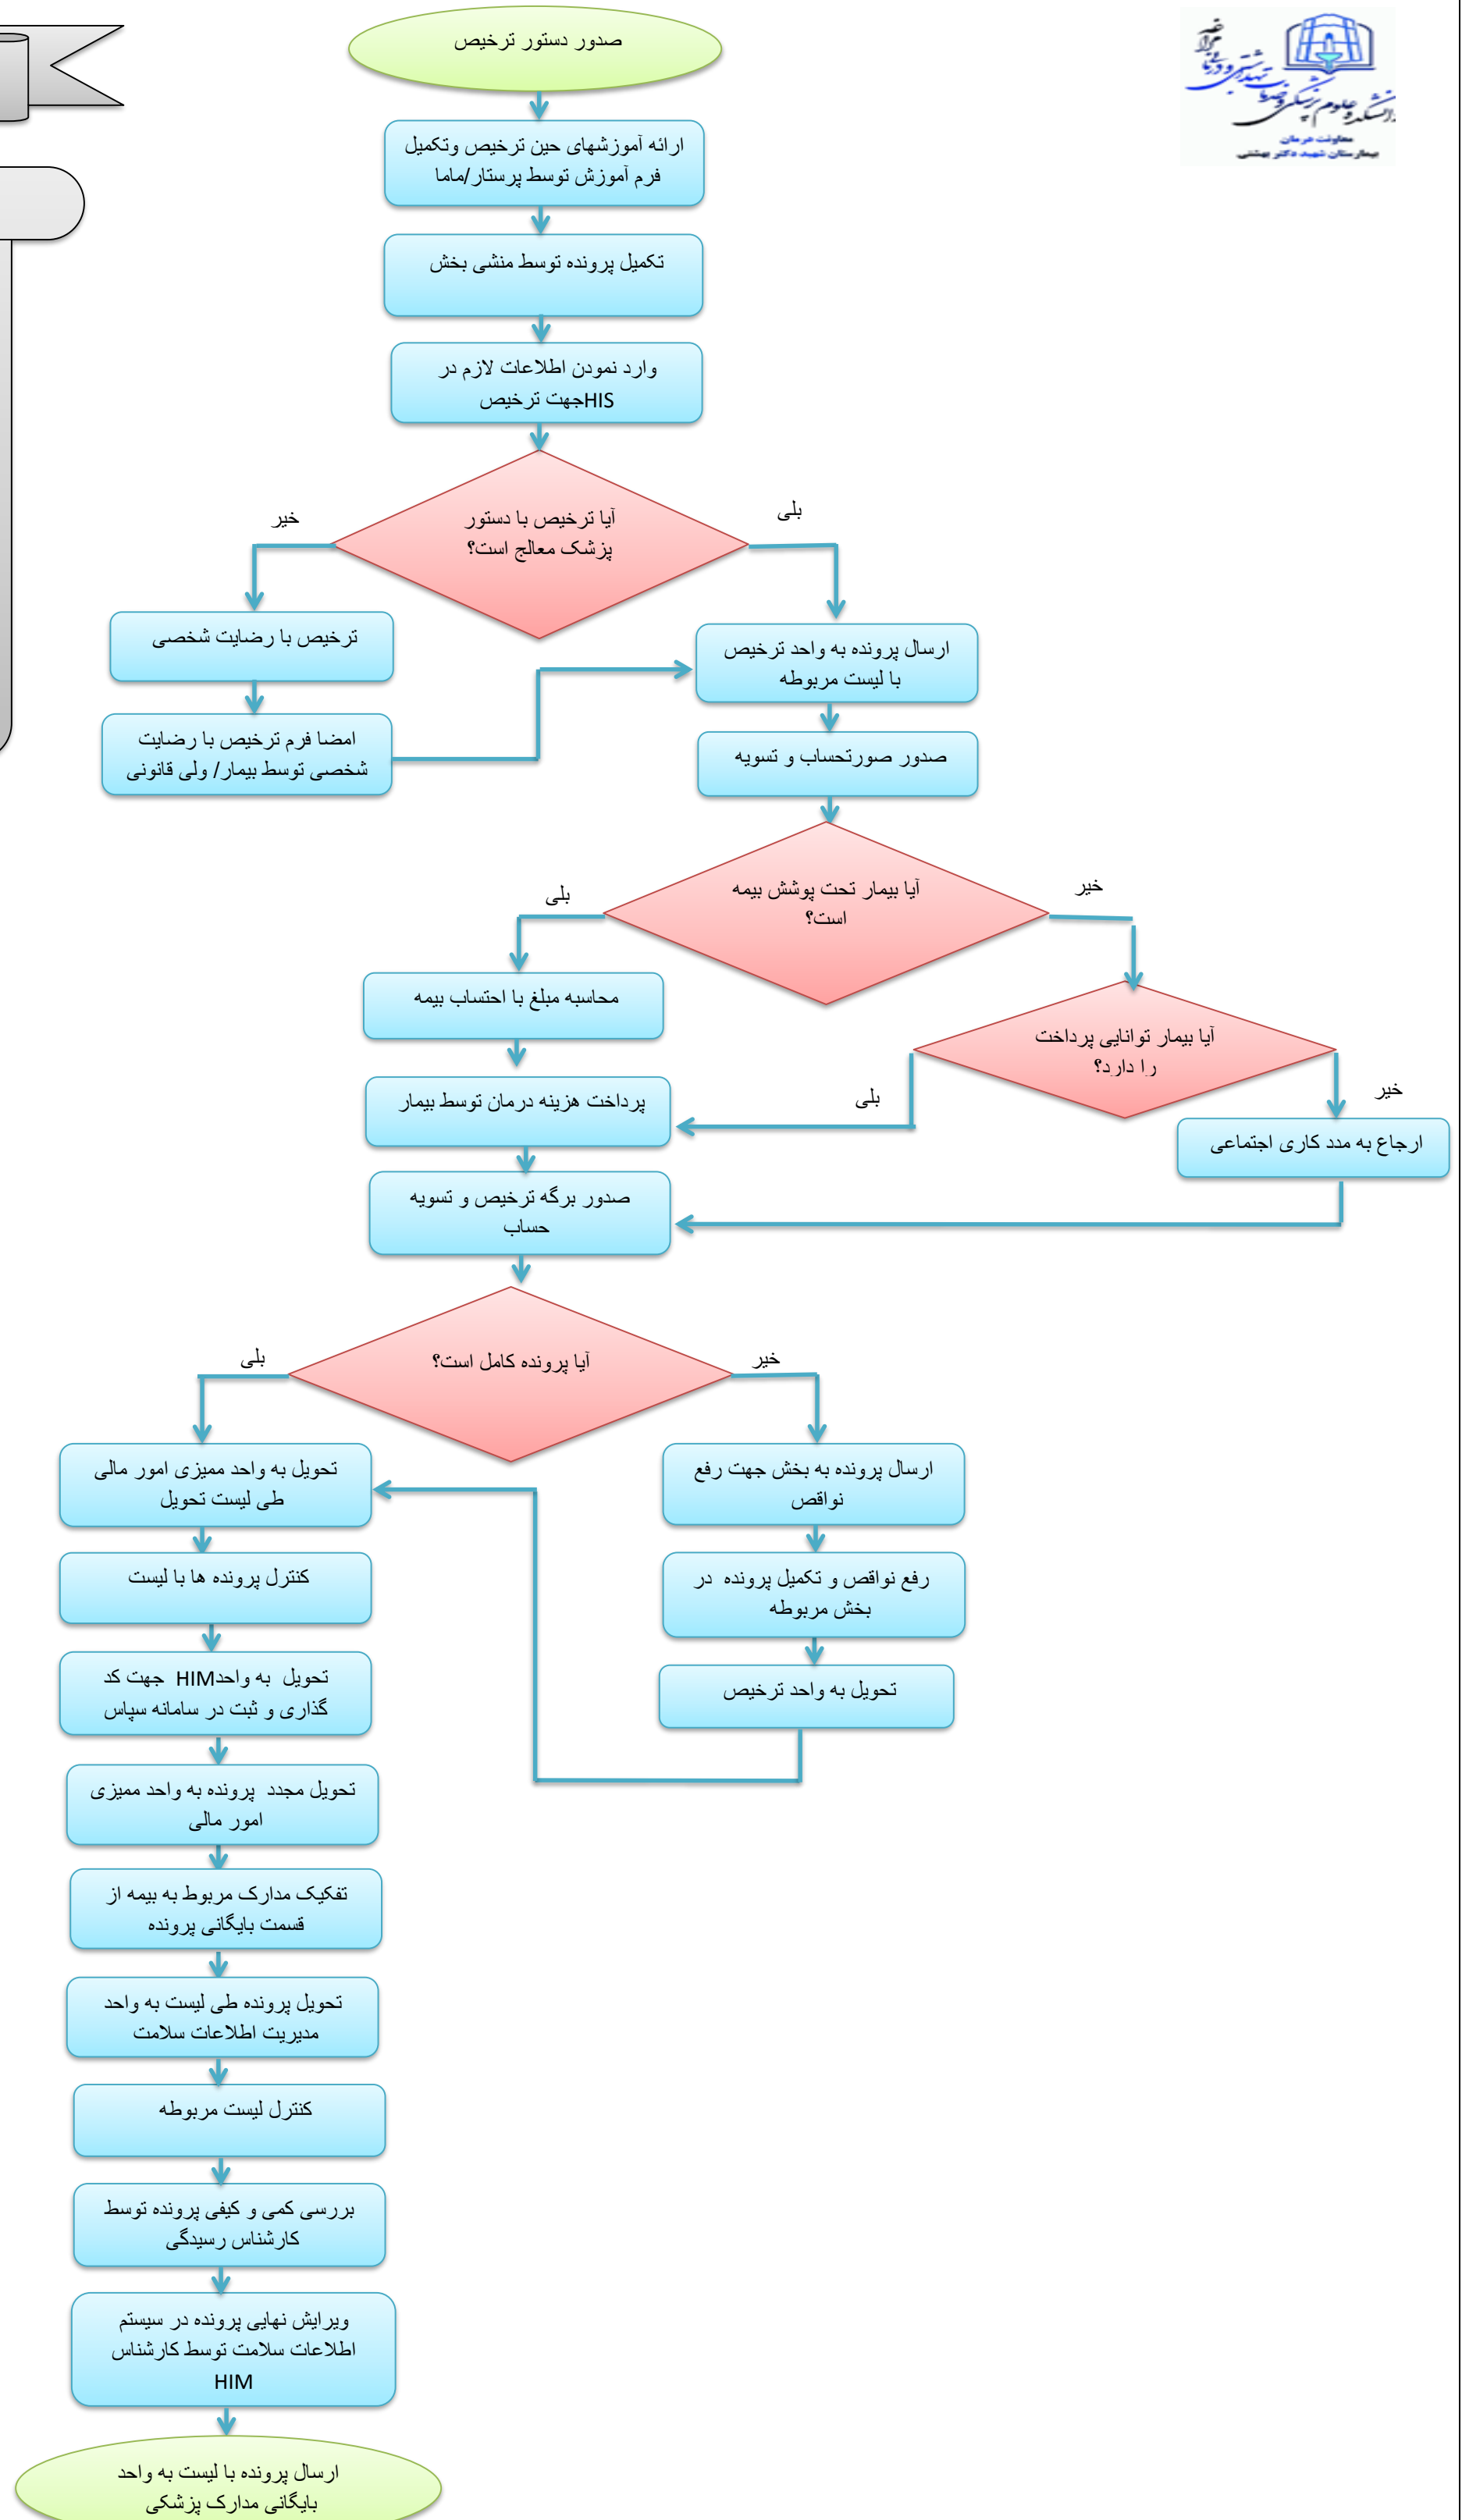 صدور دستور ترخیص
معاونت درمان
بیمارستان شهید دکتر بهشتی
ارائه آموزشهای حین ترخیص وتکمیل
فرم آموزش توسط پرستار/ماما
تکمیل پرونده توسط منشی بخش
وارد نمودن اطلاعات لازم در
HISجهت ترخیص
آیا ترخیص با دستور
پزشک معالج است؟
بلی
خیر
ترخیص با رضایت شخصی
ارسال پرونده به واحد ترخیص
با لیست مربوطه
امضا فرم ترخیص با رضایت
شخصی توسط بیمار/ ولی قانونی
صدور صورتحساب و تسویه
آیا بیمار تحت پوشش بیمه
است؟
خیر
بلی
محاسبه مبلغ با احتساب بیمه
آیا بیمار توانایی پرداخت
را دارد؟
خیر
بلی
پرداخت هزینه درمان توسط بیمار
ارجاع به مدد کاری اجتماعی
صدور برگه ترخیص و تسویه
حساب
آیا پرونده کامل است؟
خیر
بلی
ارسال پرونده به بخش جهت رفع
نواقص
تحویل به واحد ممیزی امور مالی
طی لیست تحویل
رفع نواقص و تکمیل پرونده در
بخش مربوطه
کنترل پرونده ها با لیست
تحویل به واحد ترخیص
تحویل به واحدHIM جهت کد
گذاری و ثبت در سامانه سپاس
تحویل مجدد پرونده به واحد ممیزی
امور مالی
تفکیک مدارک مربوط به بیمه از
قسمت بایگانی پرونده
تحویل پرونده طی لیست به واحد
مدیریت اطلاعات سلامت
کنترل لیست مربوطه
بررسی کمی و کیفی پرونده توسط
کارشناس رسیدگی
ویرایش نهایی پرونده در سیستم
اطلاعات سلامت توسط کارشناس
HIM
ارسال پرونده با لیست به واحد
بایگانی مدارک پزشکی